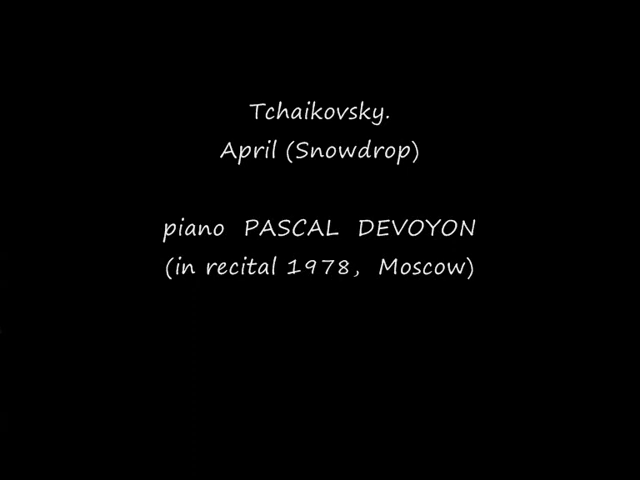 Tchaikovsky.
April (Snowdrop)
piano PASCAL DEVOYON
(in recital 1978, Moscow)